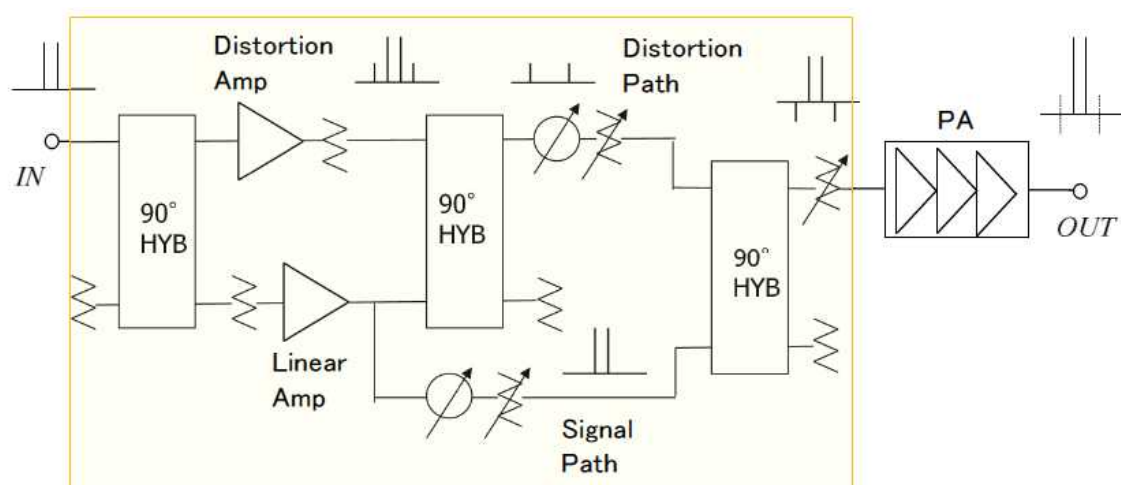 Distortion
Amp
Distortion
Path
PA
IN
90°
HYB
90°
HYB
90°
HYB
OUT
Linear
Amp
Signal
Path